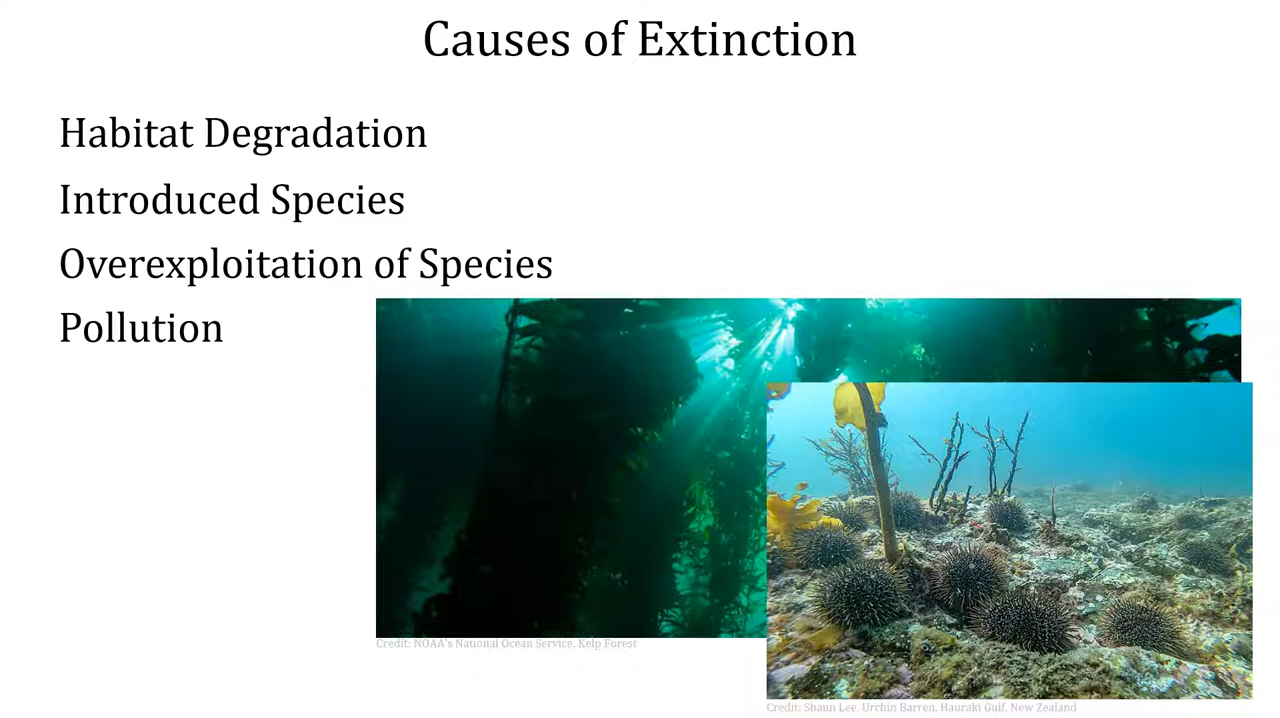 Causes of Extinction
Habitat Degradation
Introduced Species
Overexploitation of Species
Pollution
Credit: NOAA's National Ocean Service. Kelp Forest
Credit: Shaun Lee. Urchin Barren, Hauraki Gulf, New Zealand